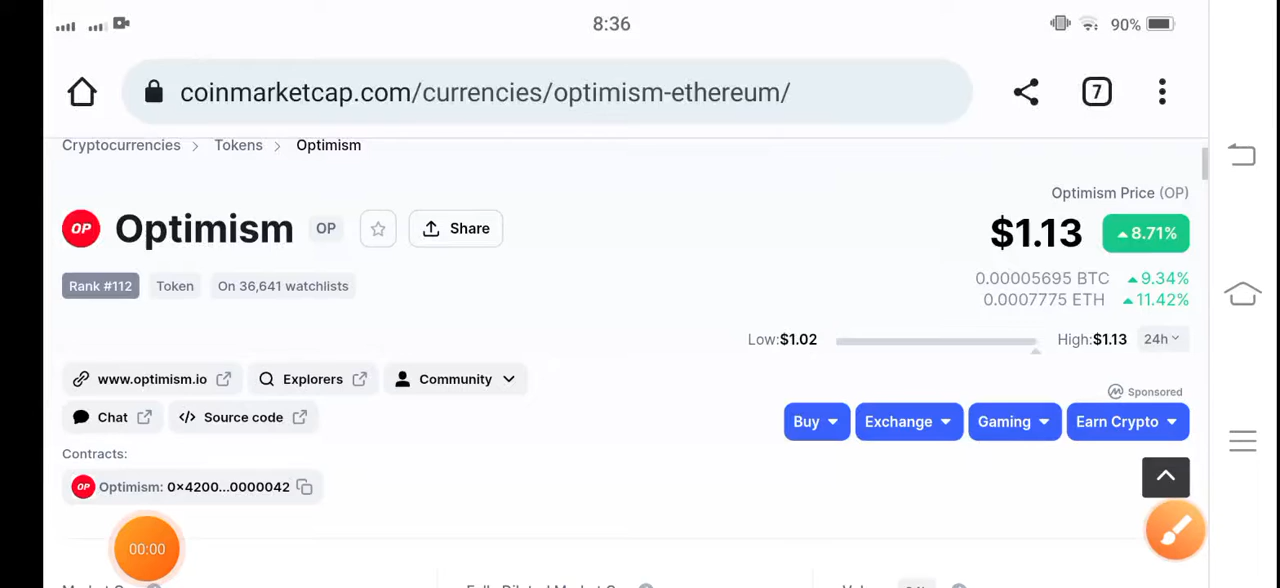 8:36
90%
coinmarketcap.com/currencies/optimism-ethereum/
7
Cryptocurrencies > Tokens > Optimism
Optimism Price (OP)
OP Optimism OP Share
$1.13 8.71%
Rank #112 Token On 36,641 watchlists
0.00005695 BTC 9.34%
0.0007775 ETH 11.42%
Low:$1.02 High:$1.13 24h
www.optimism.io Explorers Community
Sponsored
Chat Source code
Buy Exchange Gaming Earn Crypto
Contracts:
OP Optimism: 0x4200...0000042
00:00